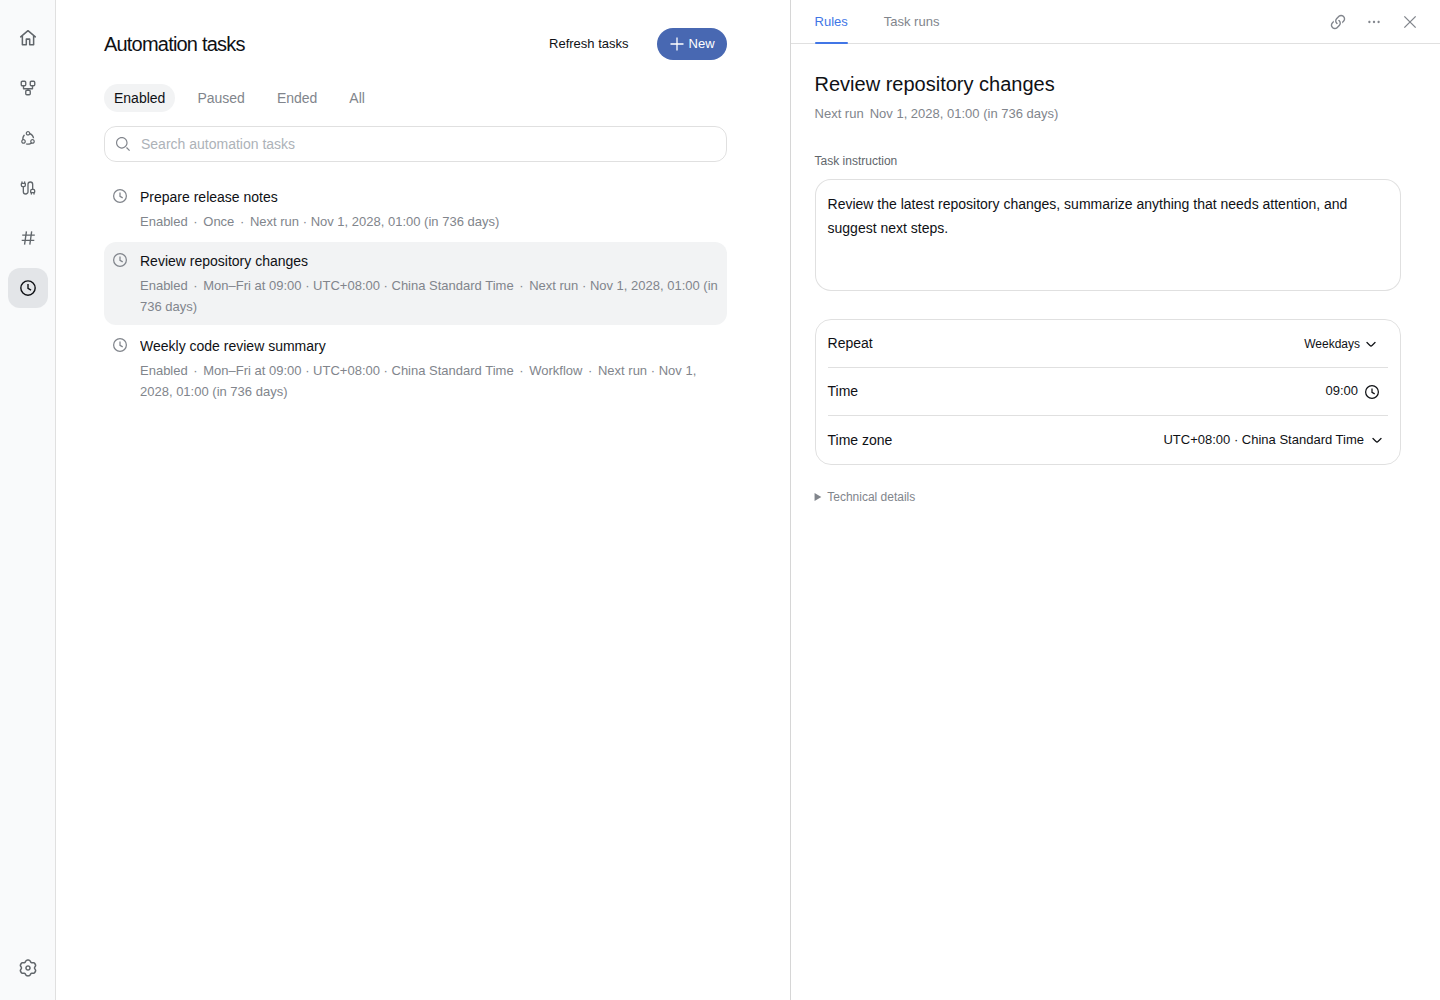 Automation tasks
Refresh tasks
New
Enabled
Paused
Ended
All
Search automation tasks
Prepare release notes
Enabled · Once · Next run · Nov 1, 2028, 01:00 (in 736 days)
Review repository changes
Enabled · Mon–Fri at 09:00 · UTC+08:00 · China Standard Time · Next run · Nov 1, 2028, 01:00 (in
736 days)
Weekly code review summary
Enabled · Mon–Fri at 09:00 · UTC+08:00 · China Standard Time · Workflow · Next run · Nov 1,
2028, 01:00 (in 736 days)
Rules
Task runs
Review repository changes
Next run Nov 1, 2028, 01:00 (in 736 days)
Task instruction
Review the latest repository changes, summarize anything that needs attention, and
suggest next steps.
Repeat
Weekdays
Time
09:00
Time zone
UTC+08:00 · China Standard Time
Technical details